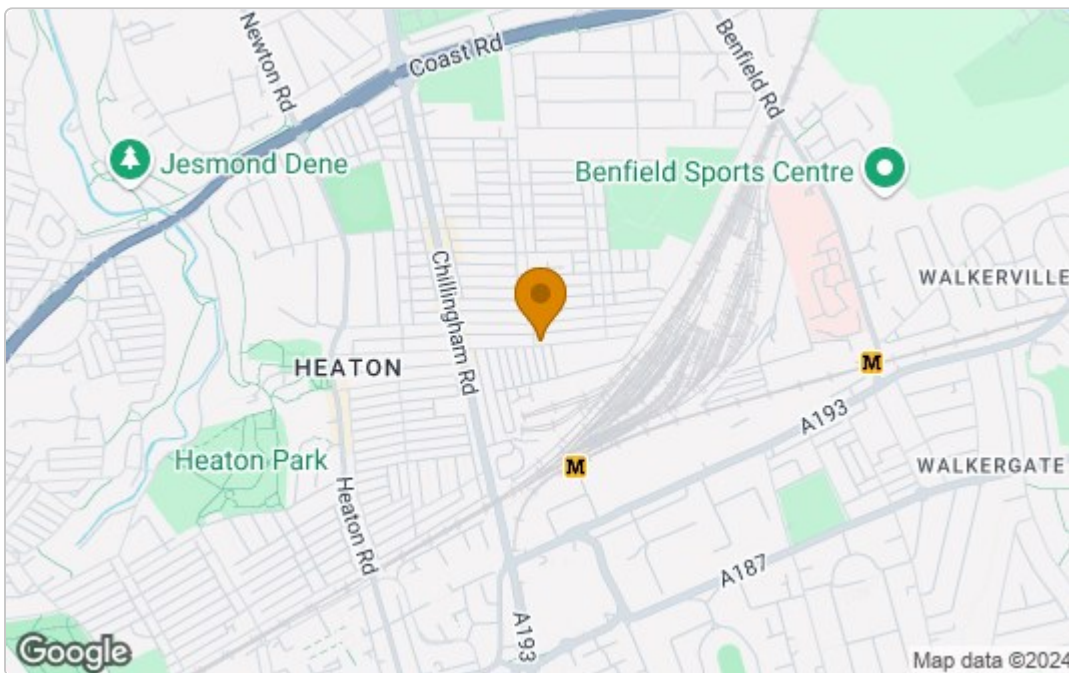 Newton Rd
Coast Rd
Benfield Rd
Jesmond Dene
Benfield Sports Centre
Chillingham Rd
WALKERVILLE
HEATON
M
A193
Heaton Park
M
WALKERGATE
Heaton Rd
A187
A193
Google
Map data ©2024